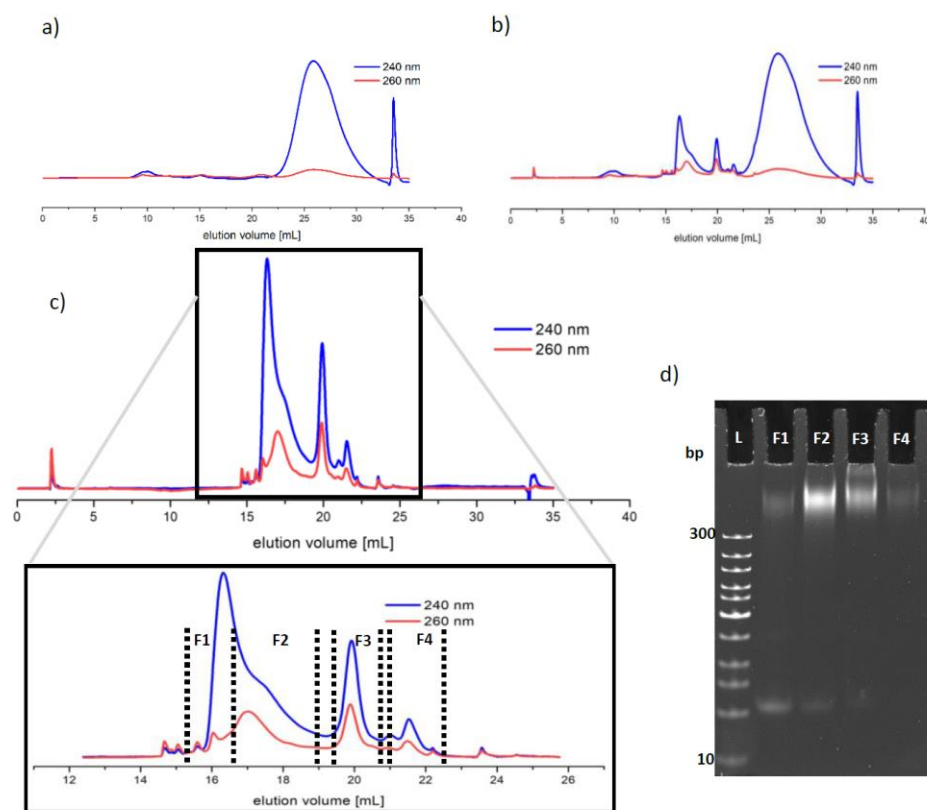 a)
240 nm
260 nm
0 5 10 15 20 25 30 35 40
elution volume [mL]
b)
240 nm
260 nm
0 5 10 15 20 25 30 35 40
elution volume [mL]
c)
240 nm
260 nm
0 5 10 15 20 25 30 35 40
elution volume [mL]
240 nm
260 nm
F1 F2 F3 F4
12 14 16 18 20 22 24 26
elution volume [mL]
d)
L F1 F2 F3 F4
bp
300
10